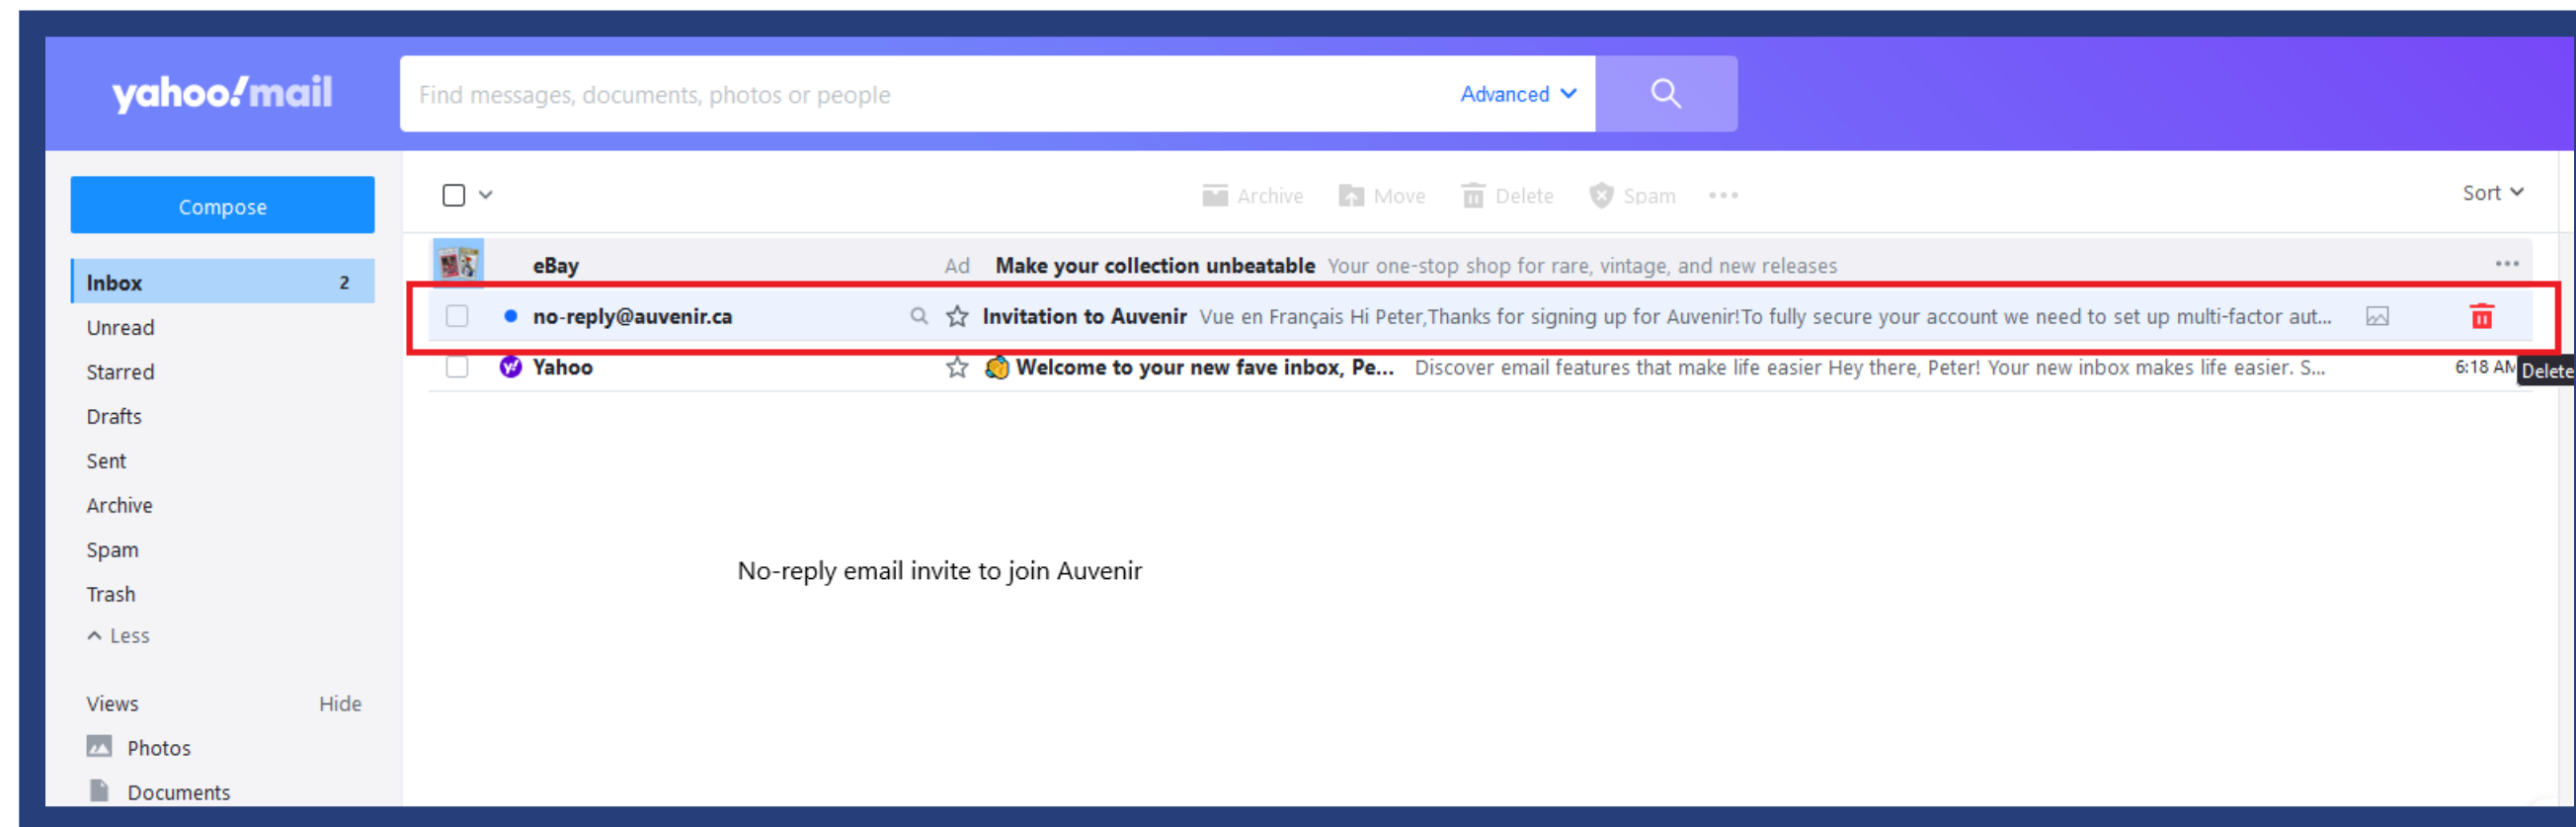 yahoo!mail
Find messages, documents, photos or people
Advanced
Compose
Archive Move Delete Spam
Sort
eBay Ad Make your collection unbeatable Your one-stop shop for rare, vintage, and new releases
Inbox 2
no-reply@auvenir.ca Invitation to Auvenir Vue en Français Hi Peter,Thanks for signing up for Auvenir!To fully secure your account we need to set up multi-factor aut...
Unread
Yahoo Welcome to your new fave inbox, Pe... Discover email features that make life easier Hey there, Peter! Your new inbox makes life easier. S... 6:18 AM
Delete
Starred
Drafts
Sent
Archive
Spam
No-reply email invite to join Auvenir
Trash
Less
Views Hide
Photos
Documents